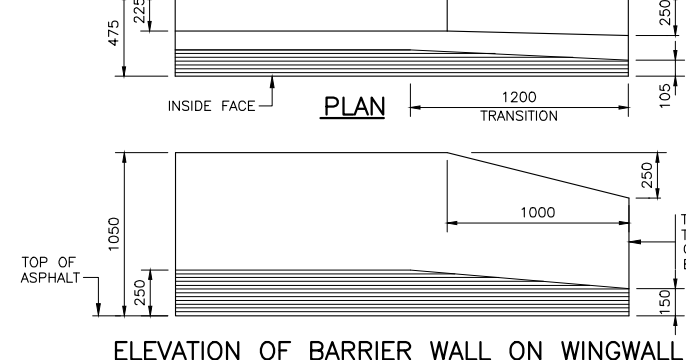 225
475
250
105
INSIDE FACE
PLAN
1200
TRANSITION
1050
250
1000
TOP OF
ASPHALT
250
150
ELEVATION OF BARRIER WALL ON WINGWALL